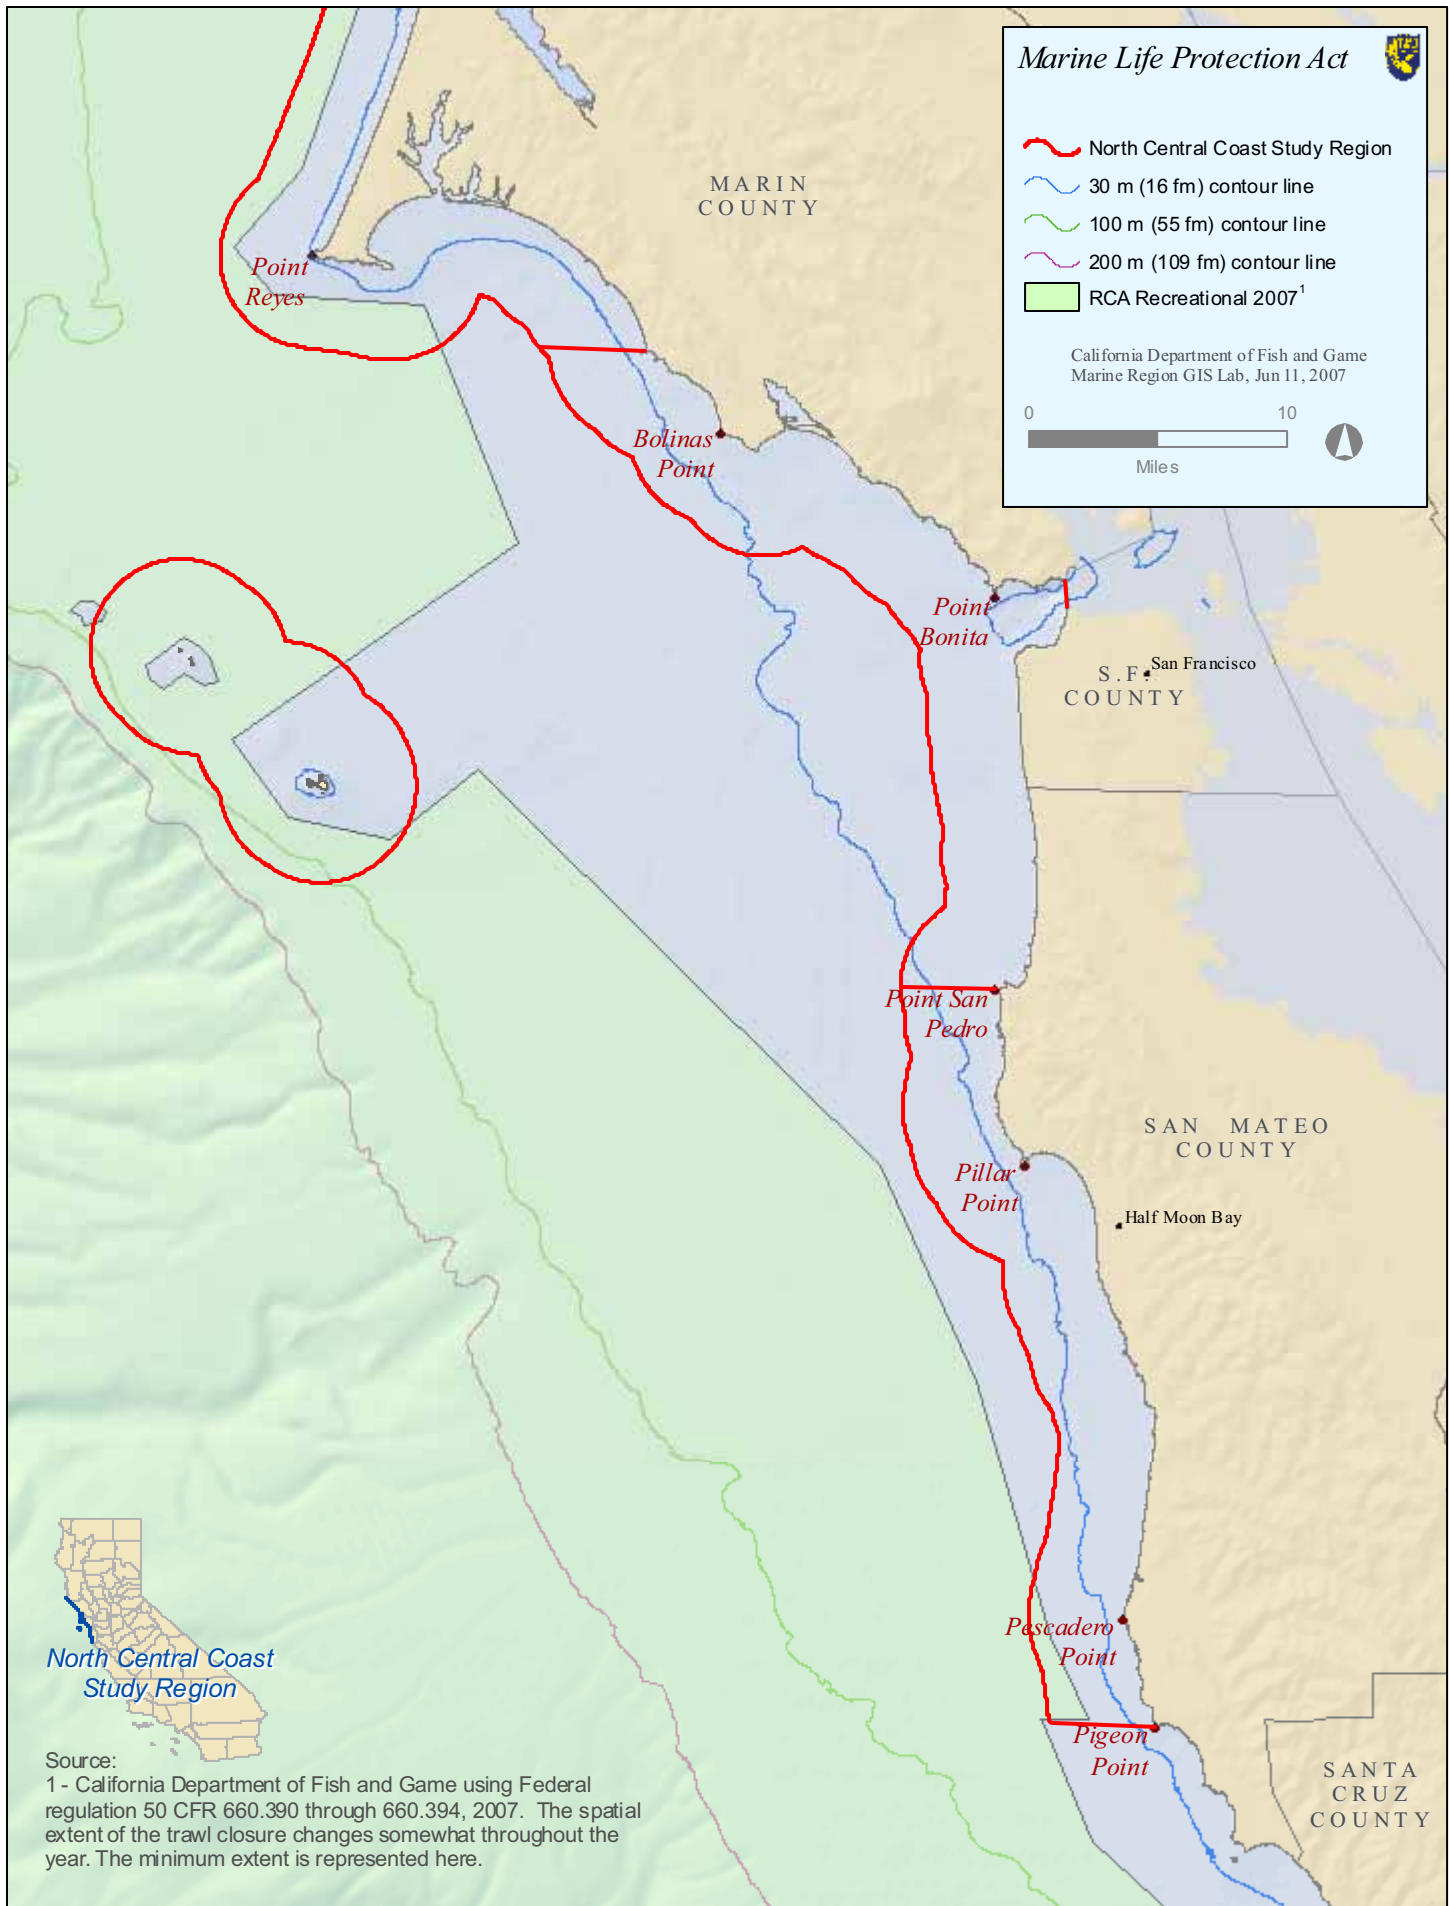 Marine Life Protection Act
North Central Coast Study Region
30 m (16 fm) contour line
100 m (55 fm) contour line
200 m (109 fm) contour line
RCA Recreational 2007¹
California Department of Fish and Game
Marine Region GIS Lab, Jun 11, 2007
0 10
Miles
MARIN
COUNTY
Point
Reyes
Bolinas
Point
Point
Bonita
San Francisco
S.F.
COUNTY
Point San
Pedro
SAN MATEO
COUNTY
Pillar
Point
Half Moon Bay
Pescadero
Point
Pigeon
Point
SANTA
CRUZ
COUNTY
North Central Coast
Study Region
Source:
1 - California Department of Fish and Game using Federal
regulation 50 CFR 660.390 through 660.394, 2007. The spatial
extent of the trawl closure changes somewhat throughout the
year. The minimum extent is represented here.